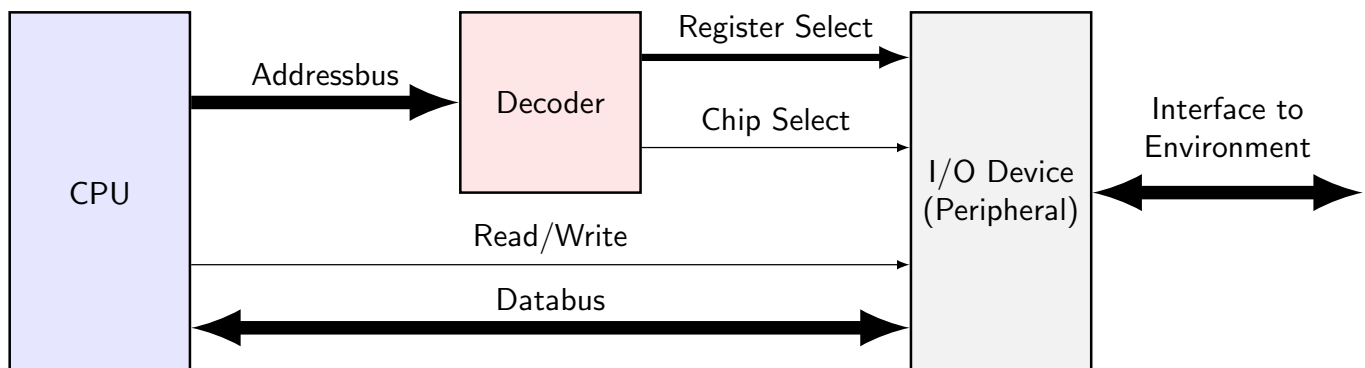 Register Select
Addressbus
Decoder
Chip Select
Interface to
Environment
I/O Device
(Peripheral)
CPU
Read/Write
Databus